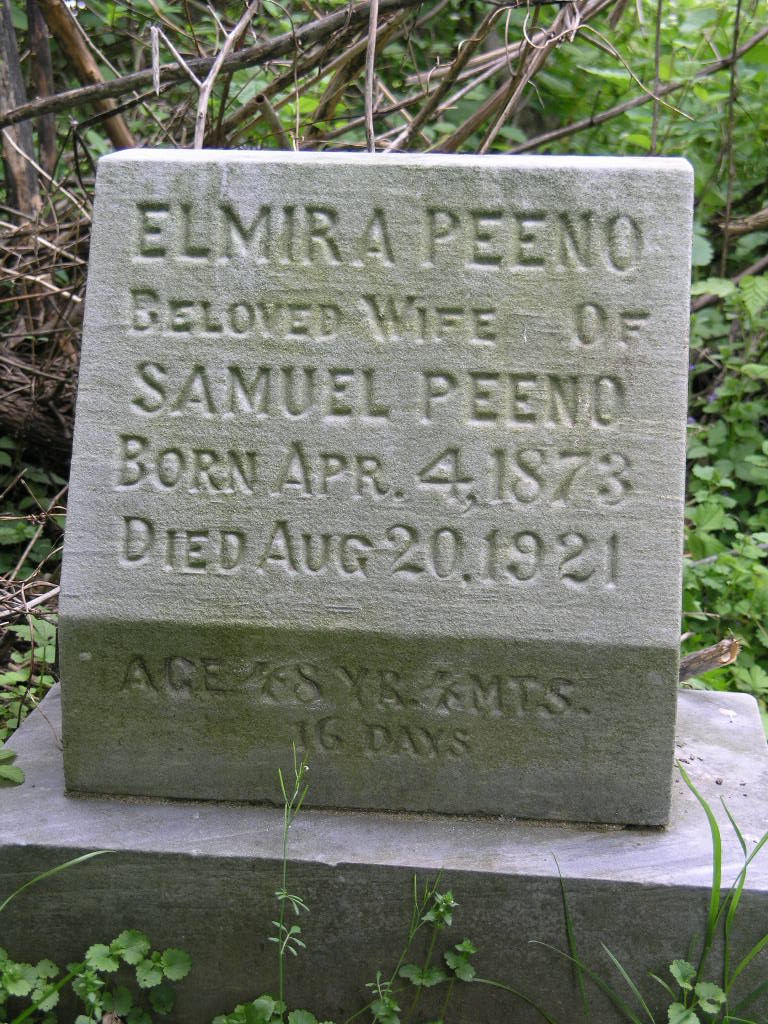 ELMIRA PEENO
BELOVED WIFE - OF
SAMUEL PEENO
BORN APR. 4, 1873
DIED AUG 20. 1921
AGE 48 YR. 4 MTS.
16 DAYS